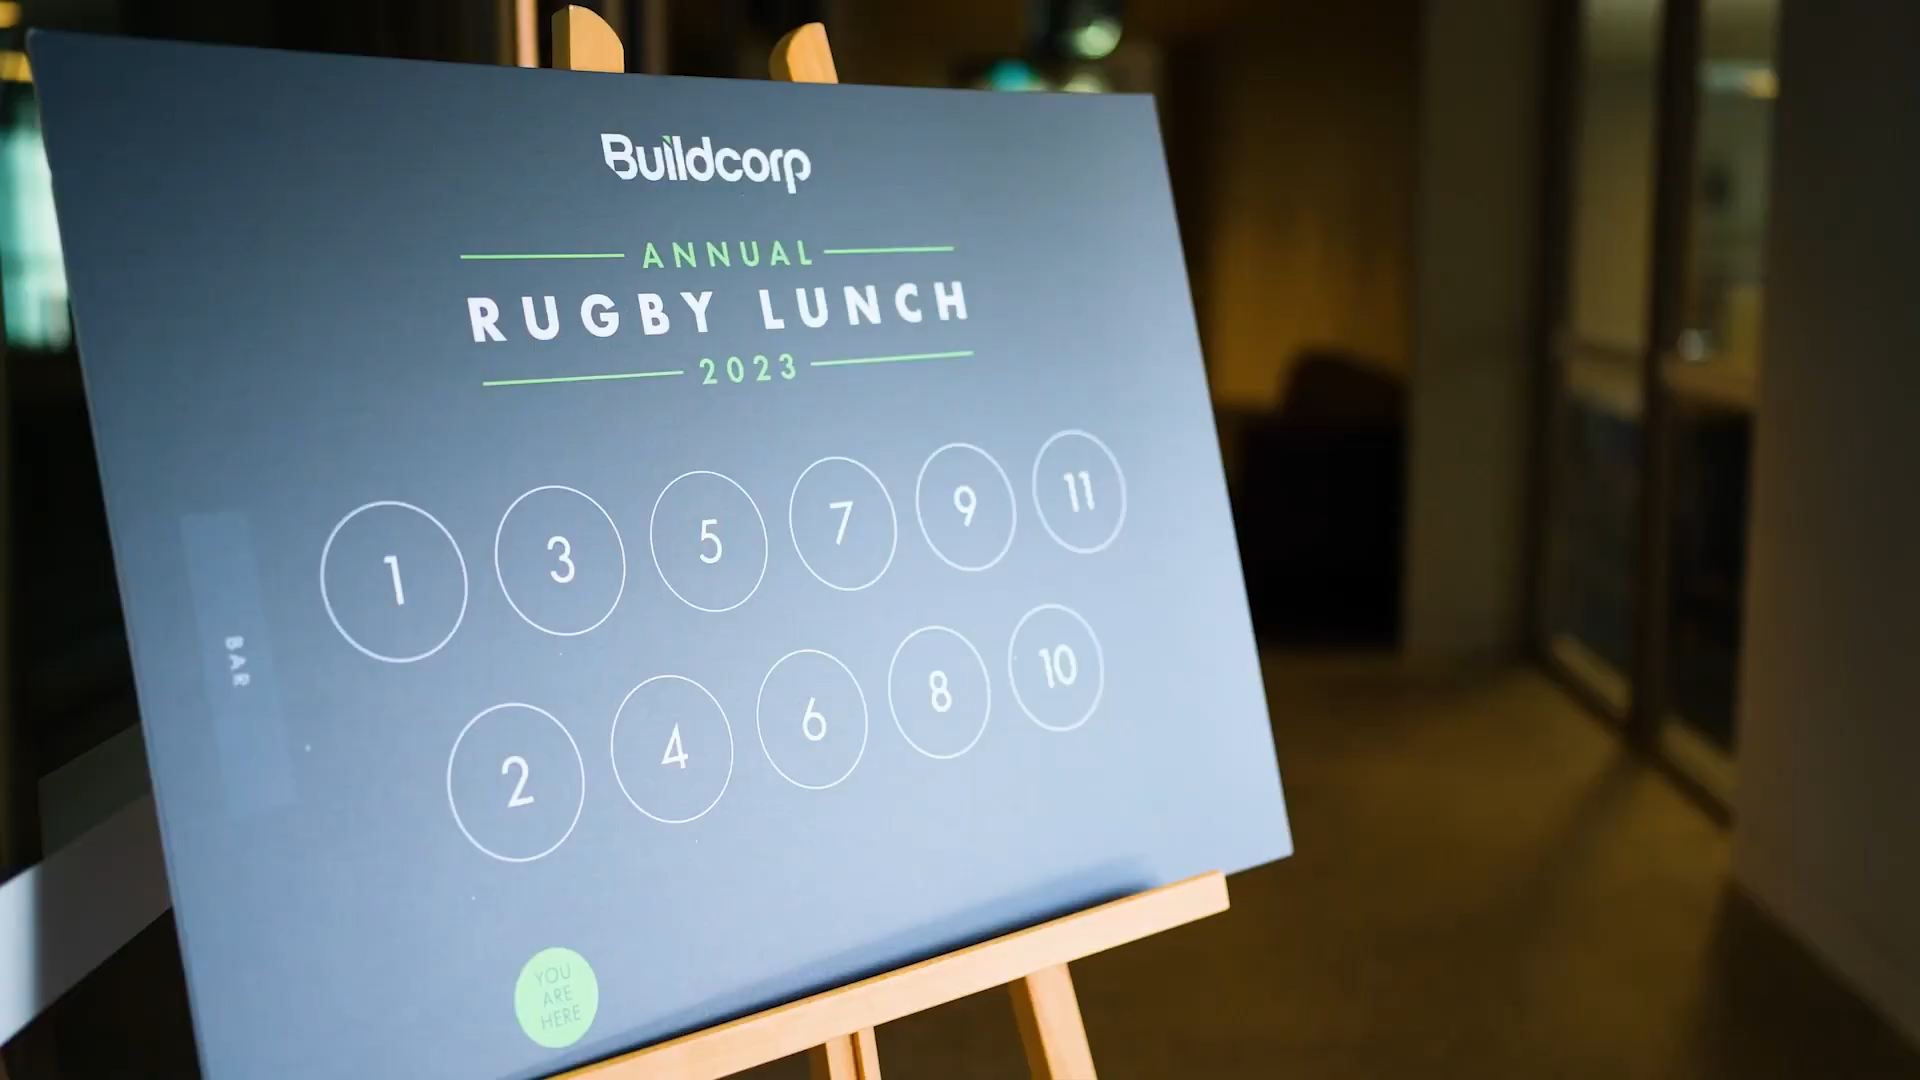 Buildcorp
ANNUAL
RUGBY LUNCH
2023
1 3 5 7 9 11
BAR
2 4 6 8 10
YOU
ARE
HERE